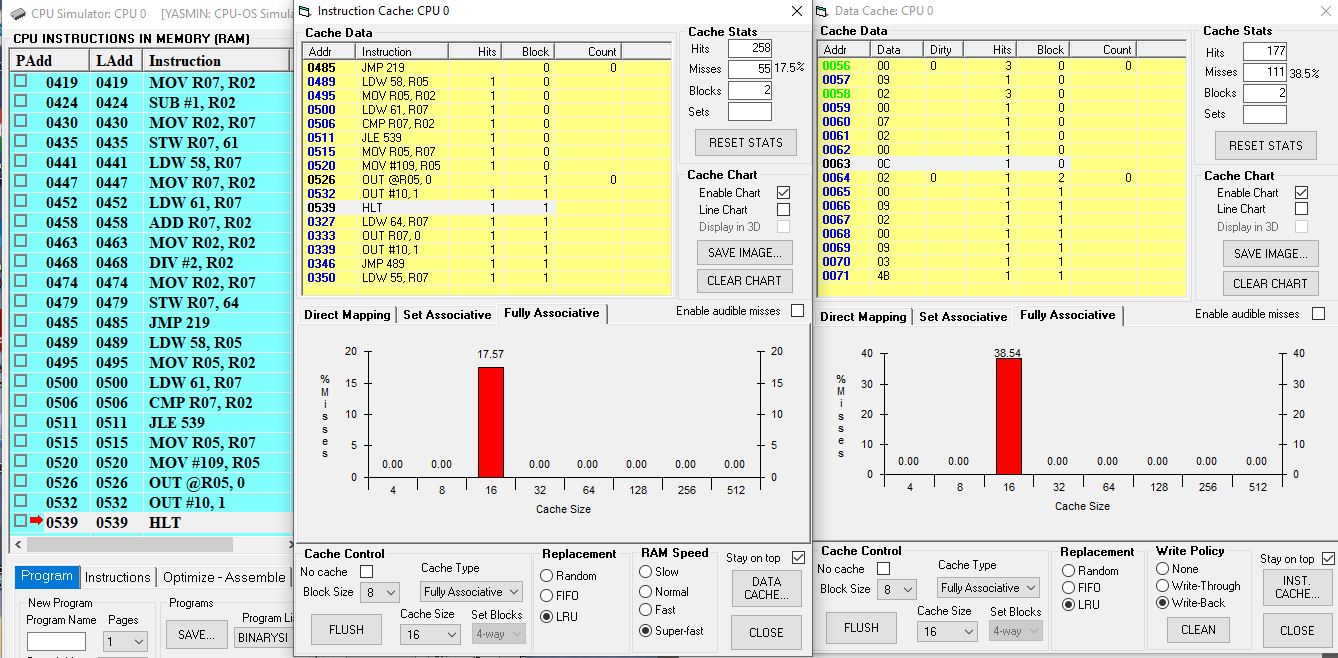 CPU Simulator: CPU 0 [YASMIN: CPU-OS Simula
CPU INSTRUCTIONS IN MEMORY (RAM)
PAdd LAdd Instruction
0419 0419 MOV R07, R02
0424 0424 SUB #1, R02
0430 0430 MOV R02, R07
0435 0435 STW R07, 61
0441 0441 LDW 58, R07
0447 0447 MOV R07, R02
0452 0452 LDW 61, R07
0458 0458 ADD R07, R02
0463 0463 MOV R02, R02
0468 0468 DIV #2, R02
0474 0474 MOV R02, R07
0479 0479 STW R07, 64
0485 0485 JMP 219
0489 0489 LDW 58, R05
0495 0495 MOV R05, R02
0500 0500 LDW 61, R07
0506 0506 CMP R07, R02
0511 0511 JLE 539
0515 0515 MOV R05, R07
0520 0520 MOV #109, R05
0526 0526 OUT @R05, 0
0532 0532 OUT #10, 1
0539 0539 HLT
Program Instructions Optimize - Assemble
New Program
Program Name Pages
1
Programs
SAVE...
Program Li
BINARYSI
Instruction Cache: CPU 0
Cache Data
Addr Instruction Hits Block Count
0485 JMP 219 0 0
0489 LDW 58, R05 1 0
0495 MOV R05, R02 1 0
0500 LDW 61, R07 1 0
0506 CMP R07, R02 1 0
0511 JLE 539 1 0
0515 MOV R05, R07 1 0
0520 MOV #109, R05 1 0
0526 OUT @R05, 0 1 0
0532 OUT #10, 1 1 1
0539 HLT 1 1
0327 LDW 64, R07 1 1
0333 OUT R07, 0 1 1
0339 OUT #10, 1 1 1
0346 JMP 489 1 1
0350 LDW 55, R07 1 1
Cache Stats
Hits 258
Misses 55 17.5%
Blocks 2
Sets
RESET STATS
Cache Chart
Enable Chart
Line Chart
Display in 3D
SAVE IMAGE...
CLEAR CHART
Enable audible misses
Direct Mapping Set Associative Fully Associative
% Misses
20 20
15 15
10 10
5 5
0 0
0.00 0.00 17.57 0.00 0.00 0.00 0.00 0.00
4 8 16 32 64 128 256 512
Cache Size
Cache Control
No cache
Block Size 8
FLUSH
Cache Type
Fully Associative
Cache Size Set Blocks
16 4-way
Replacement
Random
FIFO
LRU
RAM Speed
Slow
Normal
Fast
Super-fast
Stay on top
DATA
CACHE...
CLOSE
Data Cache: CPU 0
Cache Data
Addr Data Dirty Hits Block Count
0056 00 0 3 0 0
0057 09 1 0
0058 02 3 0
0059 00 1 0
0060 07 1 0
0061 02 1 0
0062 00 1 0
0063 0C 1 0
0064 02 0 1 2 0
0065 00 1 1
0066 09 1 1
0067 02 1 1
0068 00 1 1
0069 09 1 1
0070 03 1 1
0071 4B 1 1
Cache Stats
Hits 177
Misses 111 38.5%
Blocks 2
Sets
RESET STATS
Cache Chart
Enable Chart
Line Chart
Display in 3D
SAVE IMAGE...
CLEAR CHART
Enable audible misses
Direct Mapping Set Associative Fully Associative
% Misses
40 40
30 30
20 20
10 10
0 0
0.00 0.00 38.54 0.00 0.00 0.00 0.00 0.00
4 8 16 32 64 128 256 512
Cache Size
Cache Control
No cache
Block Size 8
FLUSH
Cache Type
Fully Associative
Cache Size Set Blocks
16 4-way
Replacement
Random
FIFO
LRU
Write Policy
None
Write-Through
Write-Back
CLEAN
Stay on top
INST.
CACHE...
CLOSE